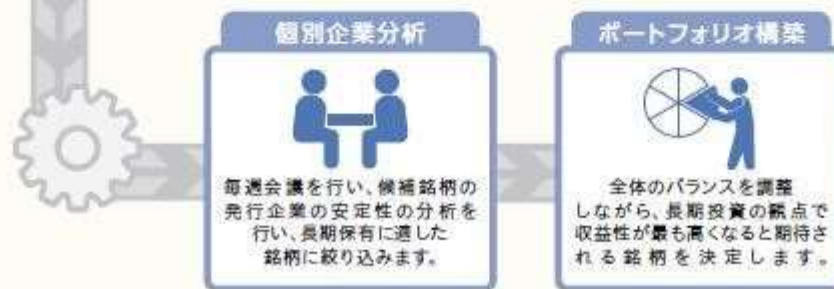 個別企業分析
毎週会議を行い、候補銘柄の
発行企業の安定性の分析を
行い、長期保有に適した
銘柄に絞り込みます。
ポートフォリオ構築
全体のバランスを調整
しながら、長期投資の観点で
収益性が最も高くなると期待さ
れる銘柄を決定します。